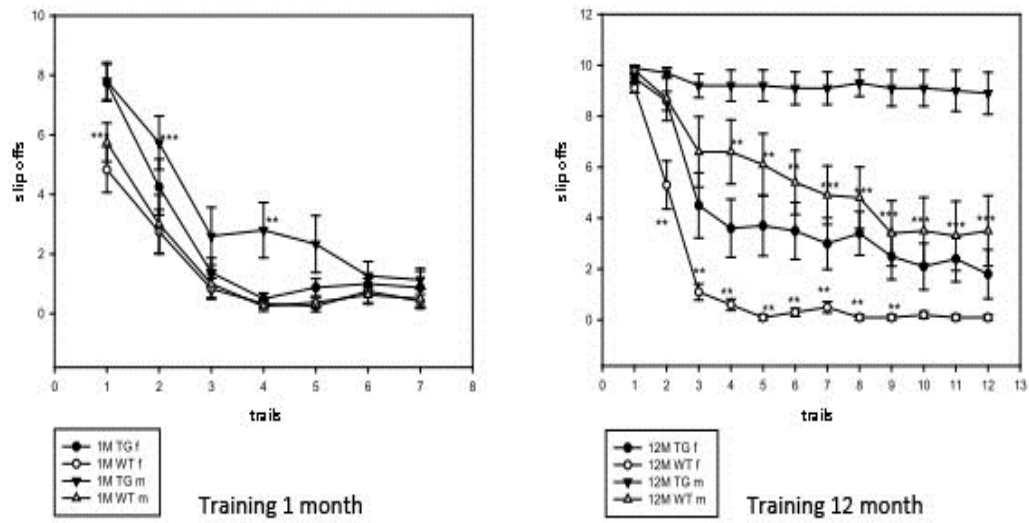 10
8
6
4
2
0
slip offs
**
***
**
0 1 2 3 4 5 6 7 8
trails
1M TG f
1M WT f
1M TG m
1M WT m
Training 1 month
12
10
8
6
4
2
0
slip offs
** ** ** *** *** *** *** *** ***
** ** ** ** ** ** ** **
0 1 2 3 4 5 6 7 8 9 10 11 12 13
trails
12M TG f
12M WT f
12M TG m
12M WT m
Training 12 month